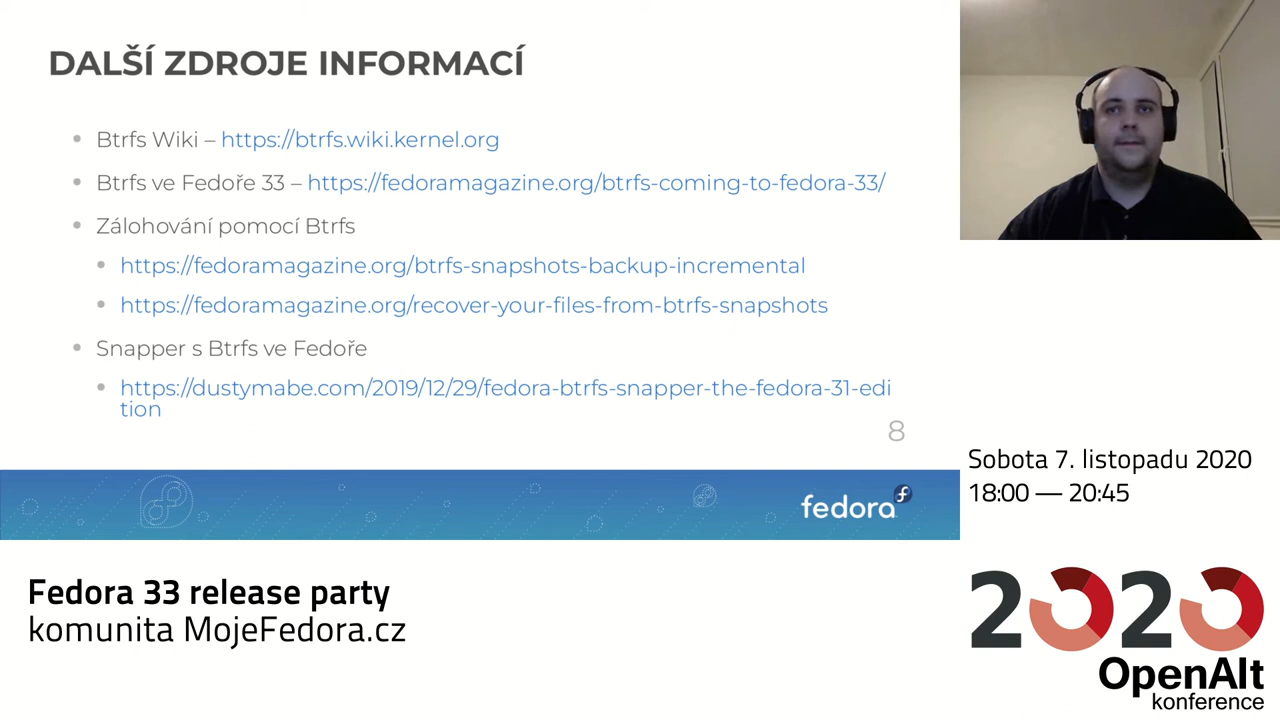 DALŠÍ ZDROJE INFORMACÍ
Btrfs Wiki – https://btrfs.wiki.kernel.org
Btrfs ve Fedoře 33 – https://fedoramagazine.org/btrfs-coming-to-fedora-33/
Zálohování pomocí Btrfs
https://fedoramagazine.org/btrfs-snapshots-backup-incremental
https://fedoramagazine.org/recover-your-files-from-btrfs-snapshots
Snapper s Btrfs ve Fedoře
https://dustymabe.com/2019/12/29/fedora-btrfs-snapper-the-fedora-31-edi
tion
8
fedora
Sobota 7. listopadu 2020
18:00 — 20:45
Fedora 33 release party
komunita MojeFedora.cz
2020
OpenAlt
konference